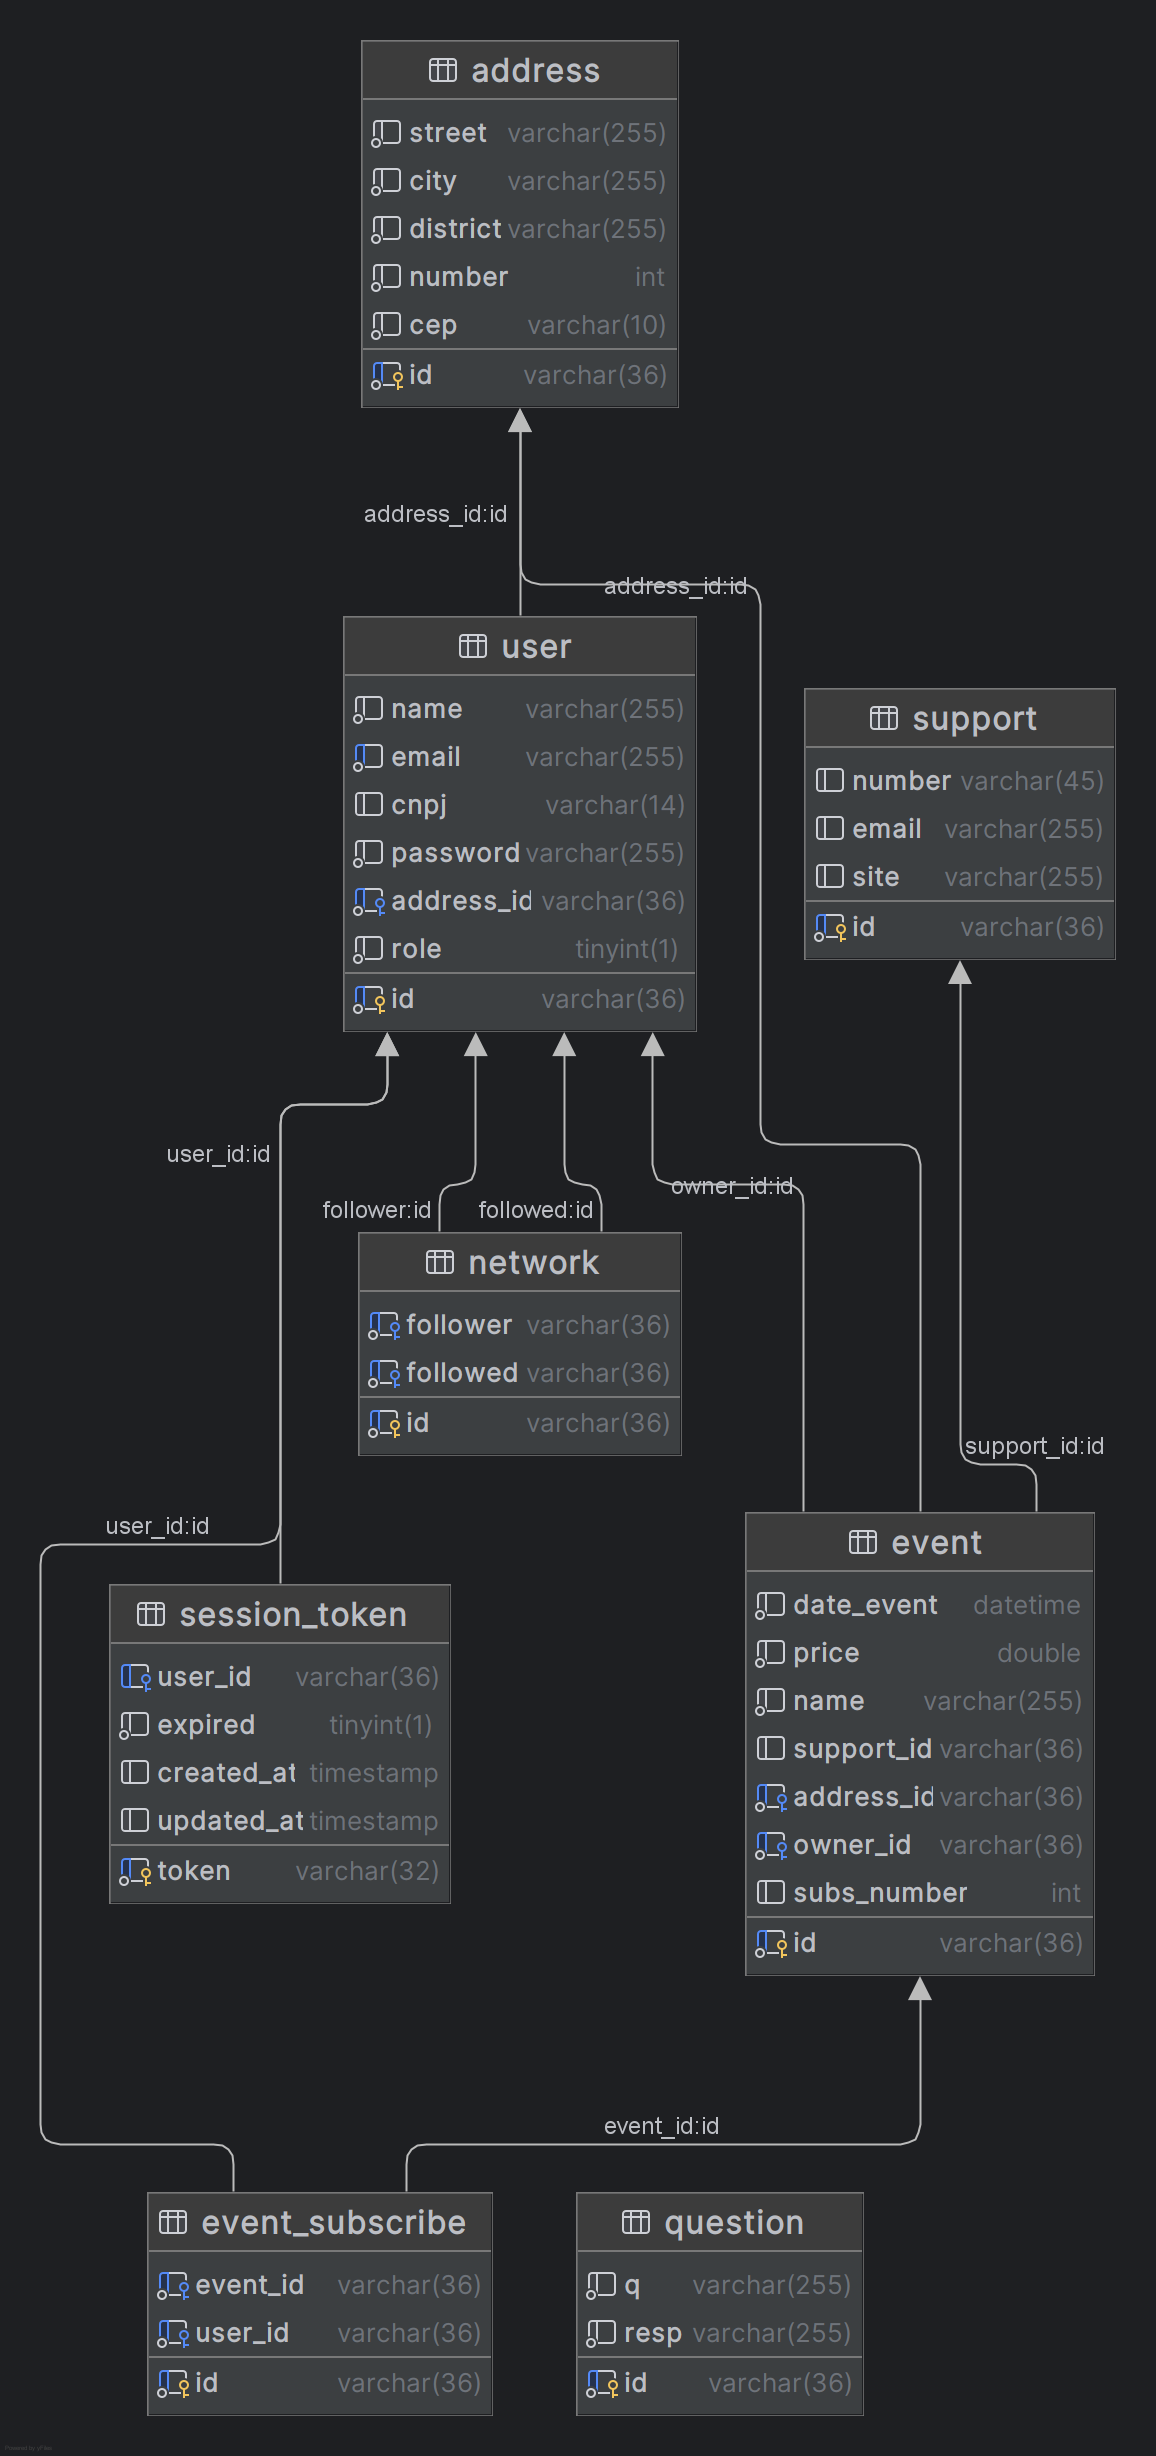 address
street varchar(255)
city varchar(255)
district varchar(255)
number int
cep varchar(10)
id varchar(36)
address_id:id
address_id:id
user
name varchar(255)
email varchar(255)
cnpj varchar(14)
password varchar(255)
address_id varchar(36)
role tinyint(1)
id varchar(36)
support
number varchar(45)
email varchar(255)
site varchar(255)
id varchar(36)
user_id:id
follower:id
followed:id
owner_id:id
network
follower varchar(36)
followed varchar(36)
id varchar(36)
support_id:id
user_id:id
session_token
user_id varchar(36)
expired tinyint(1)
created_at timestamp
updated_at timestamp
token varchar(32)
event
date_event datetime
price double
name varchar(255)
support_id varchar(36)
address_id varchar(36)
owner_id varchar(36)
subs_number int
id varchar(36)
event_id:id
event_subscribe
event_id varchar(36)
user_id varchar(36)
id varchar(36)
question
q varchar(255)
resp varchar(255)
id varchar(36)
Powered by yFiles